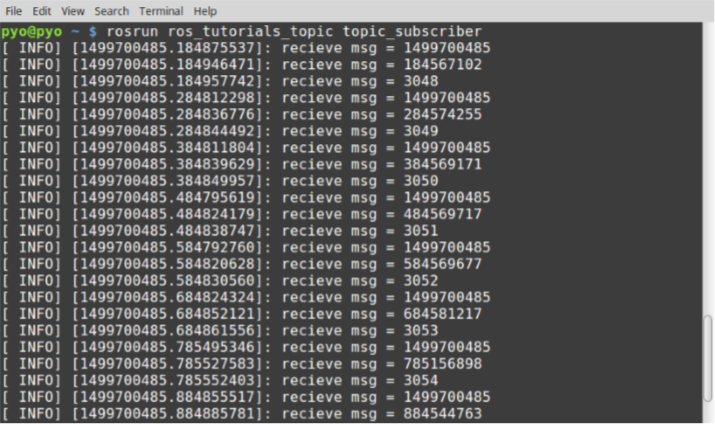 File Edit View Search Terminal Help
pyo@pyo ~ $ rosrun ros_tutorials_topic topic_subscriber
[ INFO] [1499700485.184875537]: recieve msg = 1499700485
[ INFO] [1499700485.184946471]: recieve msg = 184567102
[ INFO] [1499700485.184957742]: recieve msg = 3048
[ INFO] [1499700485.284812298]: recieve msg = 1499700485
[ INFO] [1499700485.284836776]: recieve msg = 284574255
[ INFO] [1499700485.284844492]: recieve msg = 3049
[ INFO] [1499700485.384811804]: recieve msg = 1499700485
[ INFO] [1499700485.384839629]: recieve msg = 384569171
[ INFO] [1499700485.384849957]: recieve msg = 3050
[ INFO] [1499700485.484795619]: recieve msg = 1499700485
[ INFO] [1499700485.484824179]: recieve msg = 484569717
[ INFO] [1499700485.484838747]: recieve msg = 3051
[ INFO] [1499700485.584792760]: recieve msg = 1499700485
[ INFO] [1499700485.584820628]: recieve msg = 584569677
[ INFO] [1499700485.584830560]: recieve msg = 3052
[ INFO] [1499700485.684824324]: recieve msg = 1499700485
[ INFO] [1499700485.684852121]: recieve msg = 684581217
[ INFO] [1499700485.684861556]: recieve msg = 3053
[ INFO] [1499700485.785495346]: recieve msg = 1499700485
[ INFO] [1499700485.785527583]: recieve msg = 785156898
[ INFO] [1499700485.785552403]: recieve msg = 3054
[ INFO] [1499700485.884855517]: recieve msg = 1499700485
[ INFO] [1499700485.884885781]: recieve msg = 884544763